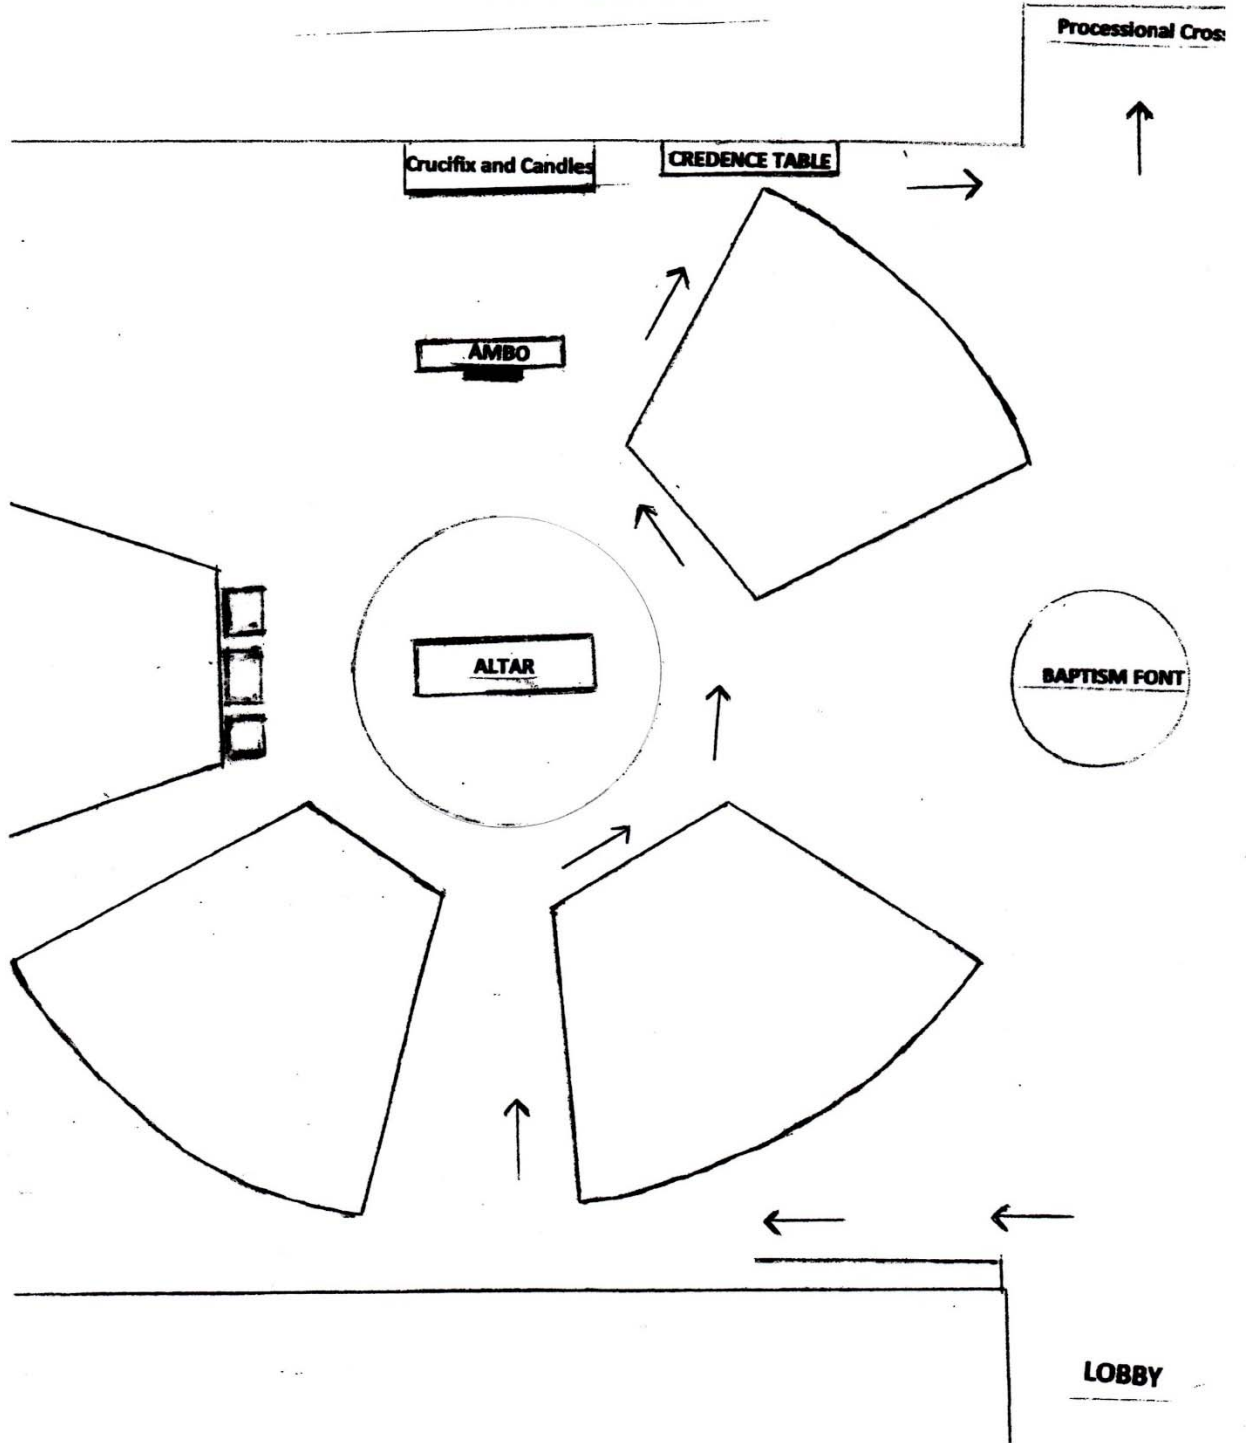 Processional Cros
Crucifix and Candles
CREDENCE TABLE
AMBO
ALTAR
BAPTISM FONT
LOBBY